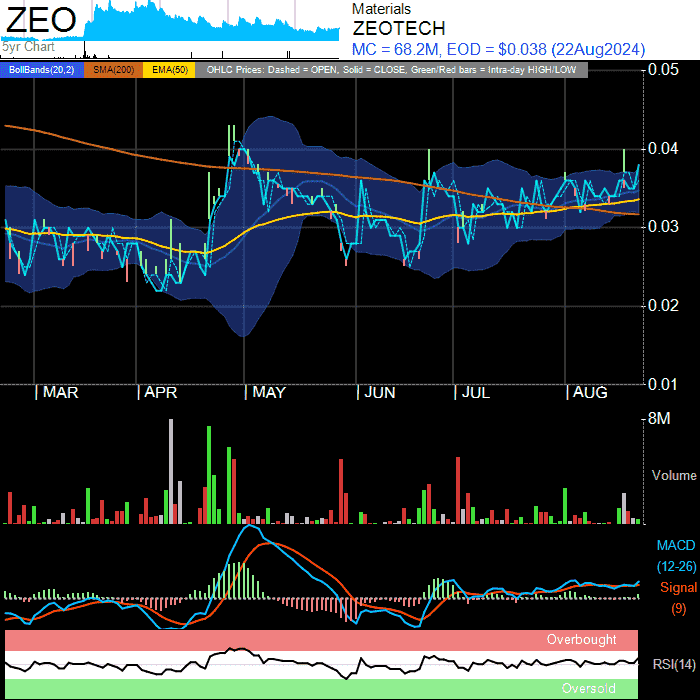 ZEO
5yr Chart
Materials
ZEOTECH
MC = 68.2M, EOD = $0.038 (22Aug2024)
BollBands(20,2) SMA(200) EMA(50) OHLC Prices: Dashed = OPEN, Solid = CLOSE, Green/Red bars = Intra-day HIGH/LOW
0.05
0.04
0.03
0.02
0.01
| MAR | APR | MAY | JUN | JUL | AUG
8M
Volume
MACD
(12-26)
Signal
(9)
Overbought
RSI(14)
Oversold